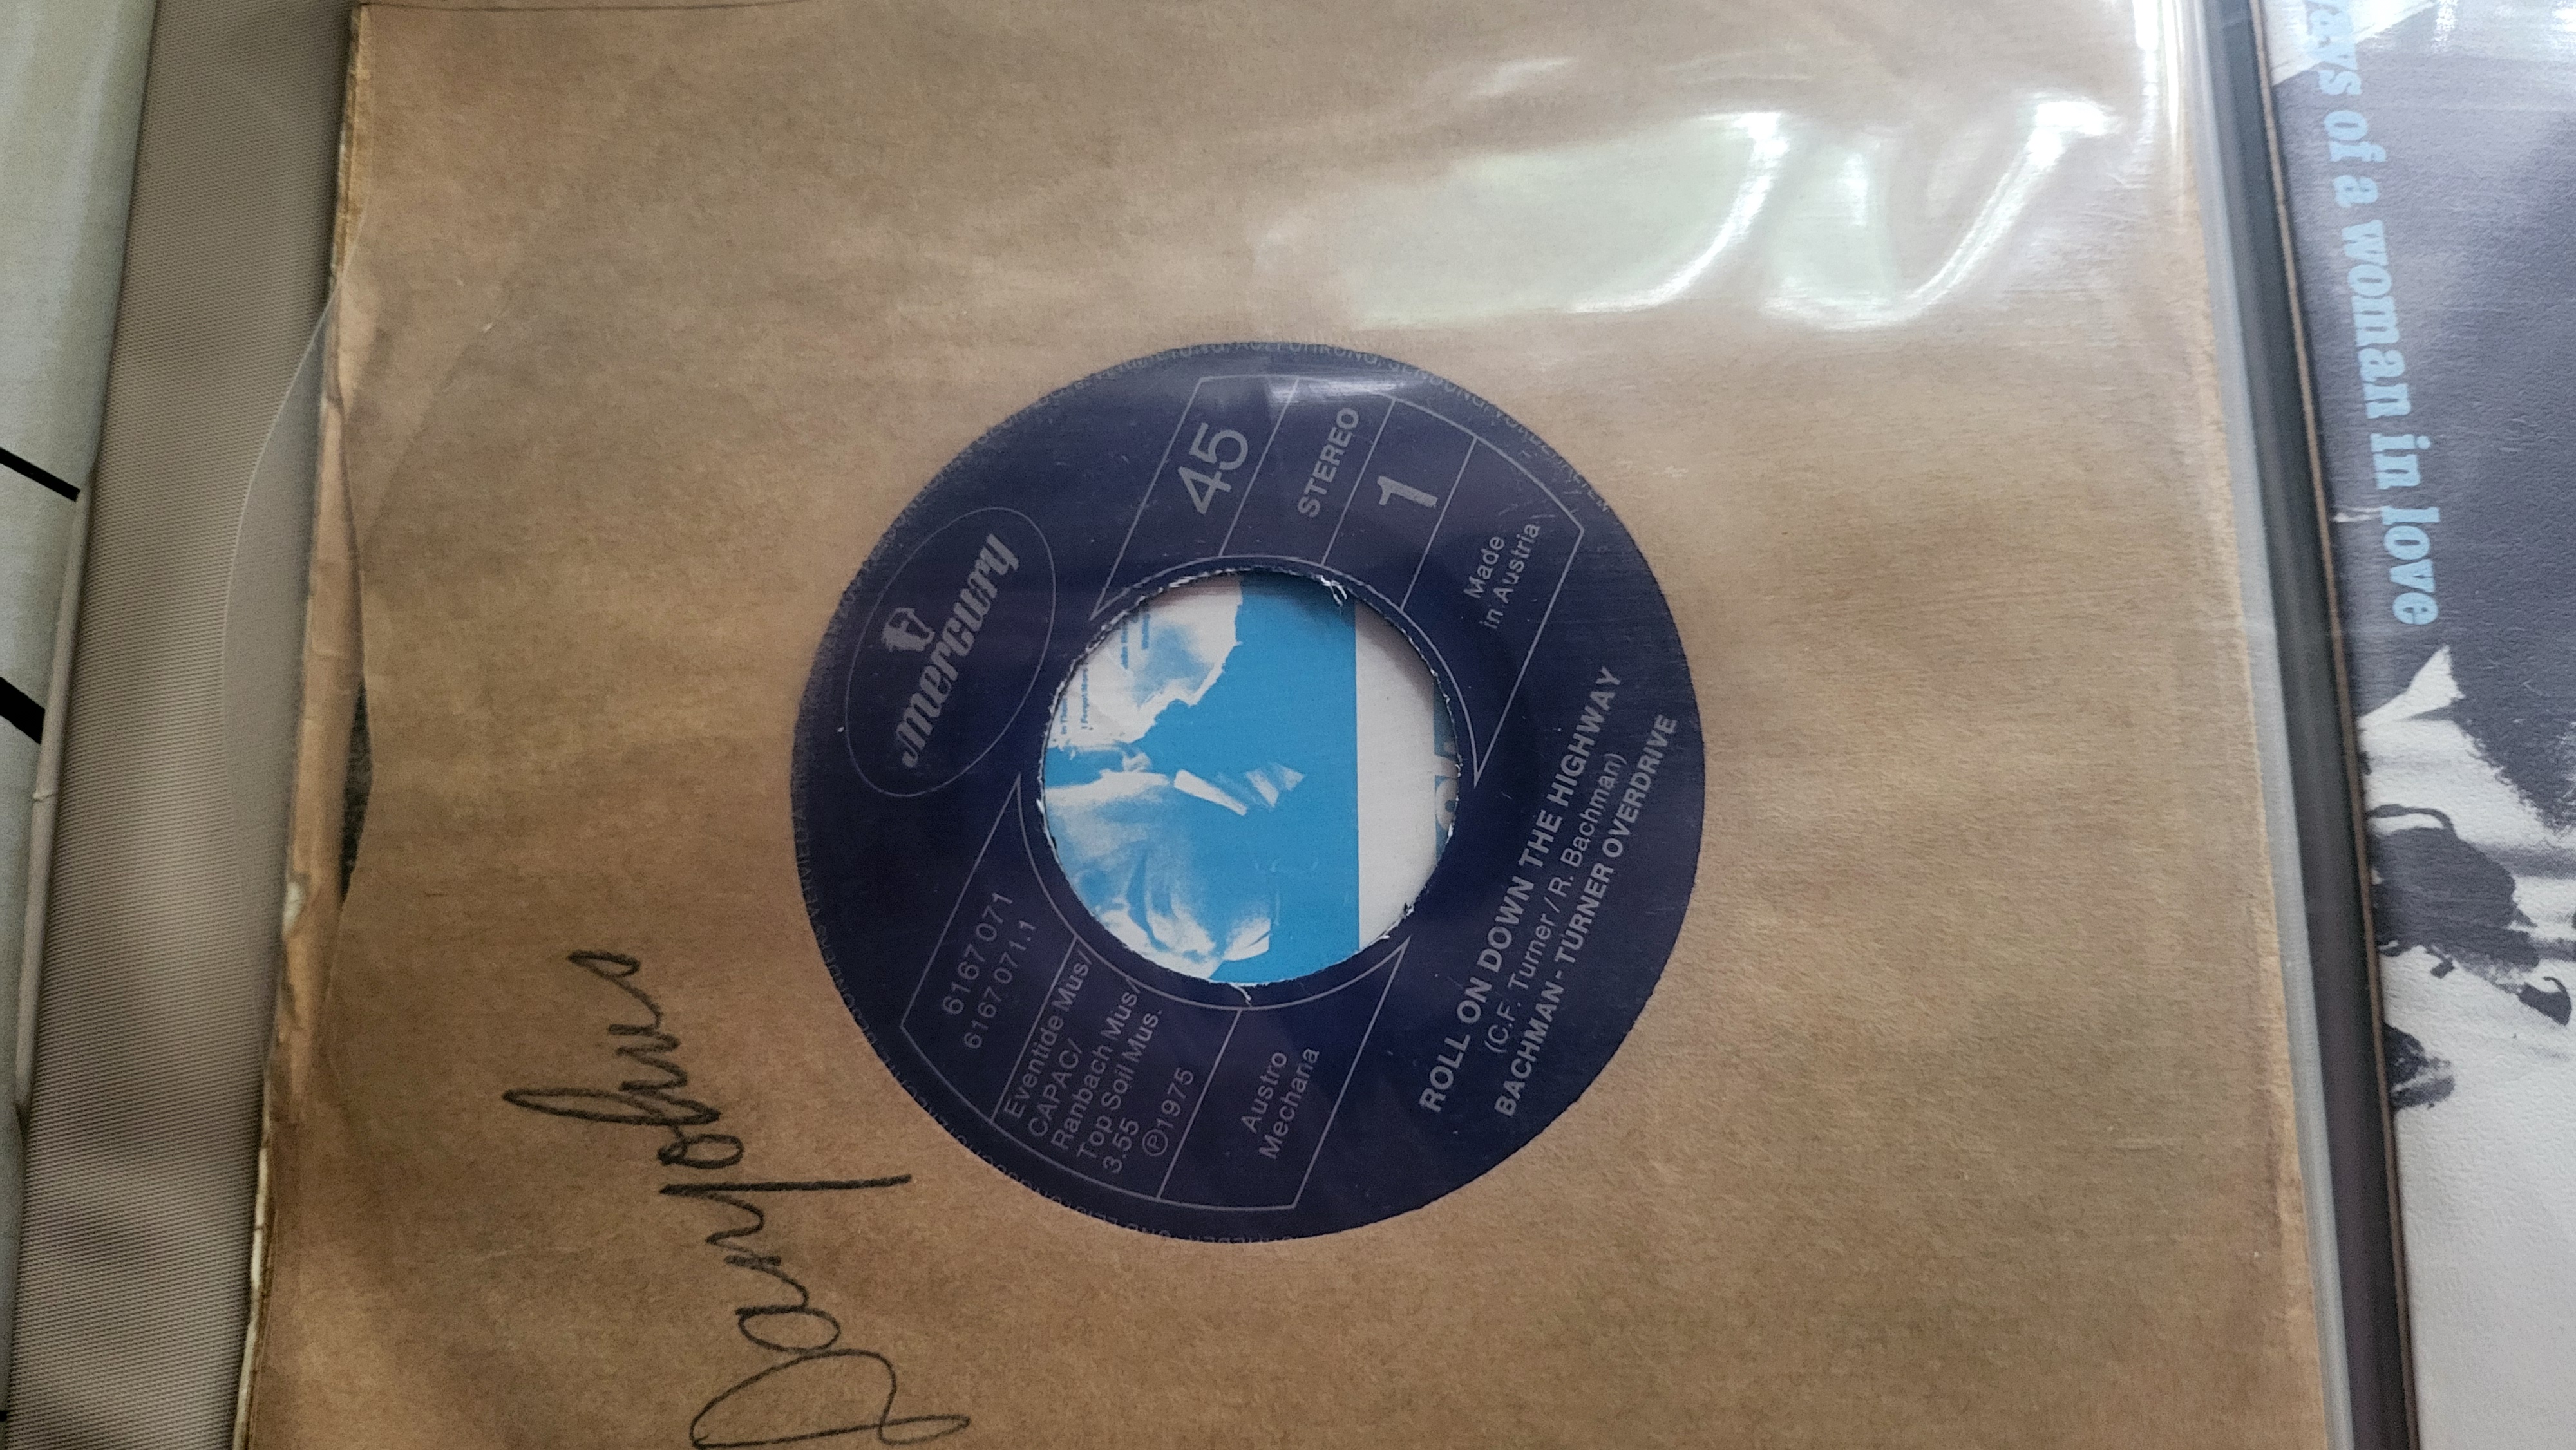 mercury
45
STEREO
1
Made
in Austria
6167 071
6167 071.1
Eventide Mus/
CAPAC/
Ranbach Mus/
Top Soil Mus.
3.55 Ⓟ1975
Austro
Mechana
ROLL ON DOWN THE HIGHWAY
(C.F. Turner / R. Bachman)
BACHMAN - TURNER OVERDRIVE
of a woman in love